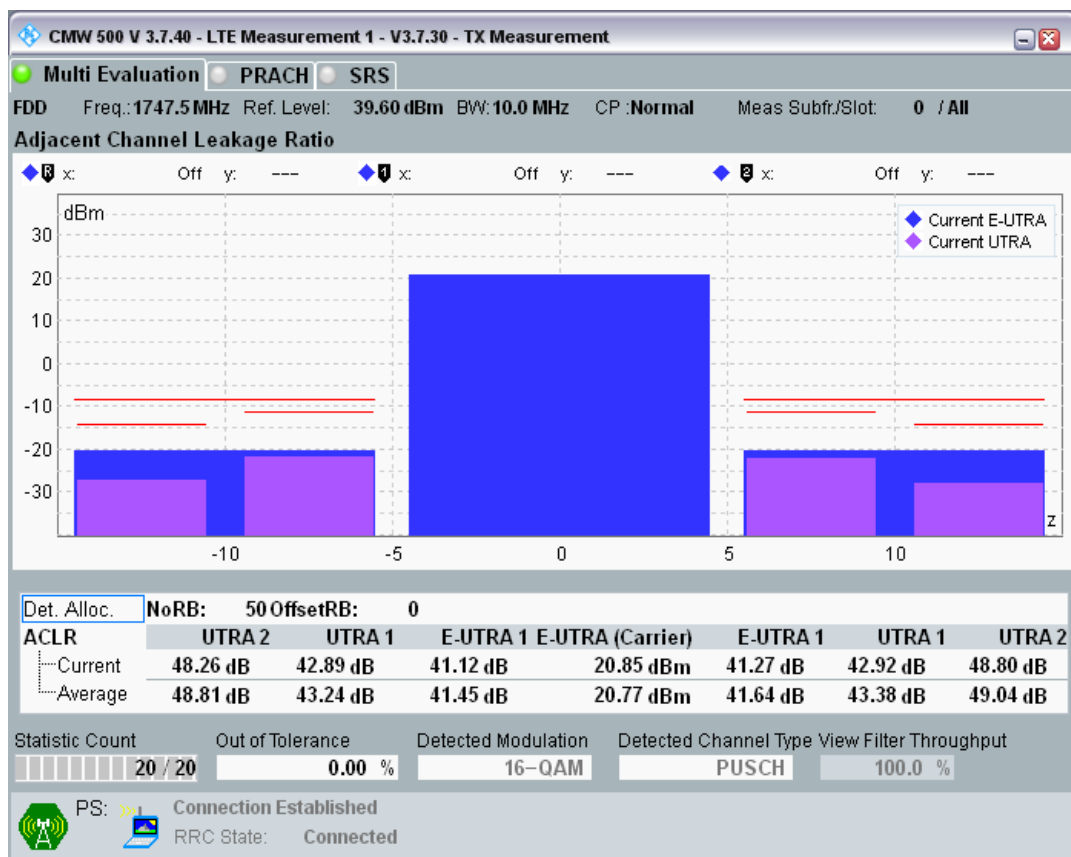 CMW 500 V 3.7.40 - LTE Measurement 1 - V3.7.30 - TX Measurement
Multi Evaluation PRACH SRS
FDD Freq.:1747.5 MHz Ref. Level: 39.60 dBm BW:10.0 MHz CP :Normal Meas Subfr./Slot: 0 / All
Adjacent Channel Leakage Ratio
R x: Off y: --- 1 x: Off y: --- 2 x: Off y: ---
dBm
Current E-UTRA
Current UTRA
30
20
10
0
-10
-20
-30
z
-10 -5 0 5 10
Det. Alloc. NoRB: 50 OffsetRB: 0
ACLR UTRA 2 UTRA 1 E-UTRA 1 E-UTRA (Carrier) E-UTRA 1 UTRA 1 UTRA 2
Current 48.26 dB 42.89 dB 41.12 dB 20.85 dBm 41.27 dB 42.92 dB 48.80 dB
Average 48.81 dB 43.24 dB 41.45 dB 20.77 dBm 41.64 dB 43.38 dB 49.04 dB
Statistic Count Out of Tolerance Detected Modulation Detected Channel Type View Filter Throughput
20 / 20 0.00 % 16-QAM PUSCH 100.0 %
PS: Connection Established
RRC State: Connected